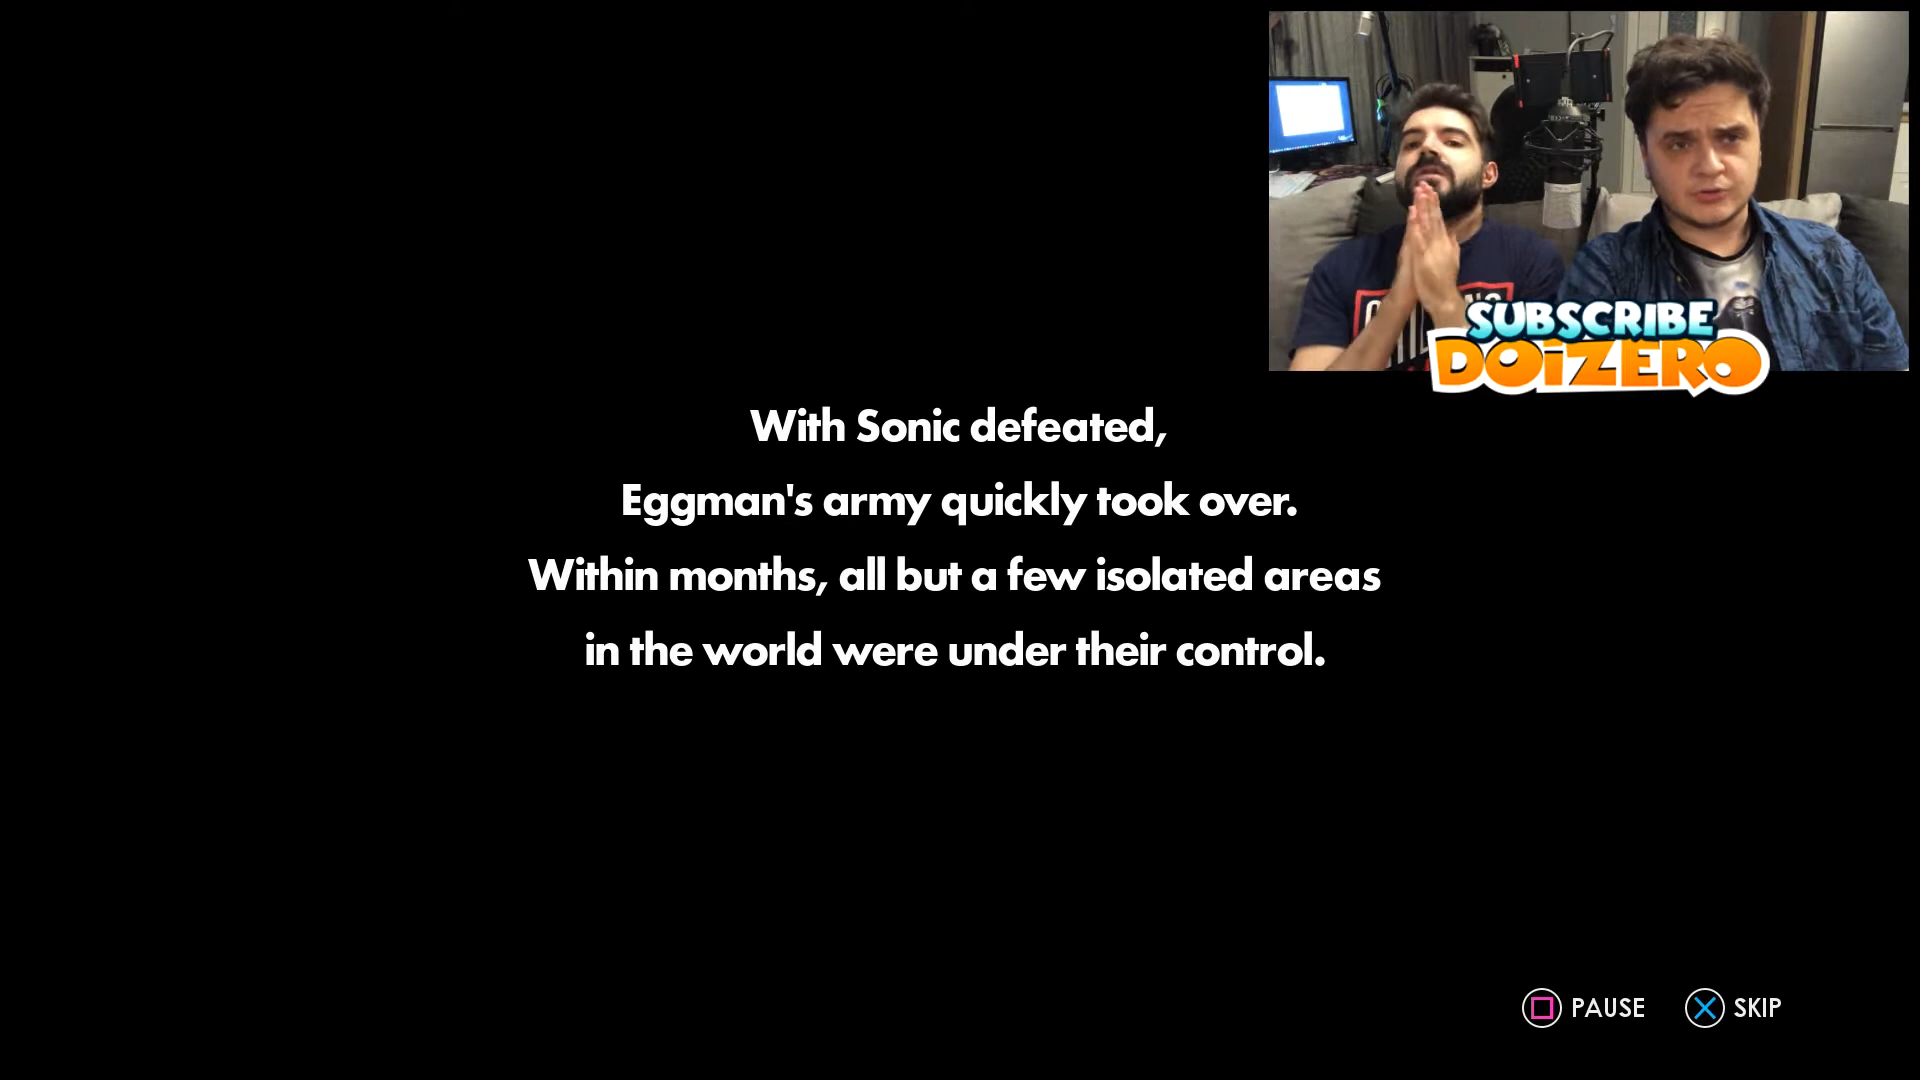 SUBSCRIBE
DOiZERO
With Sonic defeated,
Eggman's army quickly took over.
Within months, all but a few isolated areas
in the world were under their control.
PAUSE
SKIP